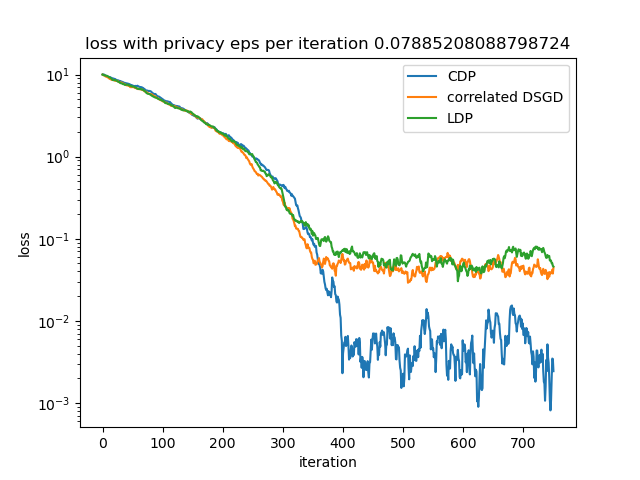 loss with privacy eps per iteration 0.07885208088798724
CDP
correlated DSGD
LDP
10¹
10⁰
10⁻¹
10⁻²
10⁻³
loss
0 100 200 300 400 500 600 700
iteration